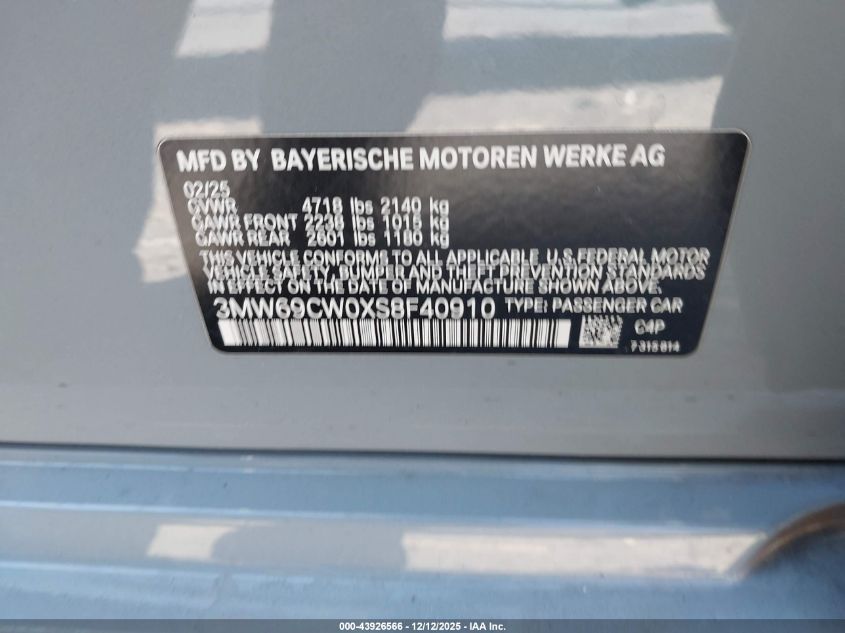 MFD BY BAYERISCHE MOTOREN WERKE AG
02/25
GVWR 4718 lbs 2140 kg
GAWR FRONT 2238 lbs 1015 kg
GAWR REAR 2601 lbs 1180 kg
THIS VEHICLE CONFORMS TO ALL APPLICABLE U.S. FEDERAL MOTOR
VEHICLE SAFETY, BUMPER AND THEFT PREVENTION STANDARDS
IN EFFECT ON THE DATE OF MANUFACTURE SHOWN ABOVE.
3MW69CW0XS8F40910 TYPE: PASSENGER CAR
C4P
7315814
000-43926566 - 12/12/2025 - IAA Inc.